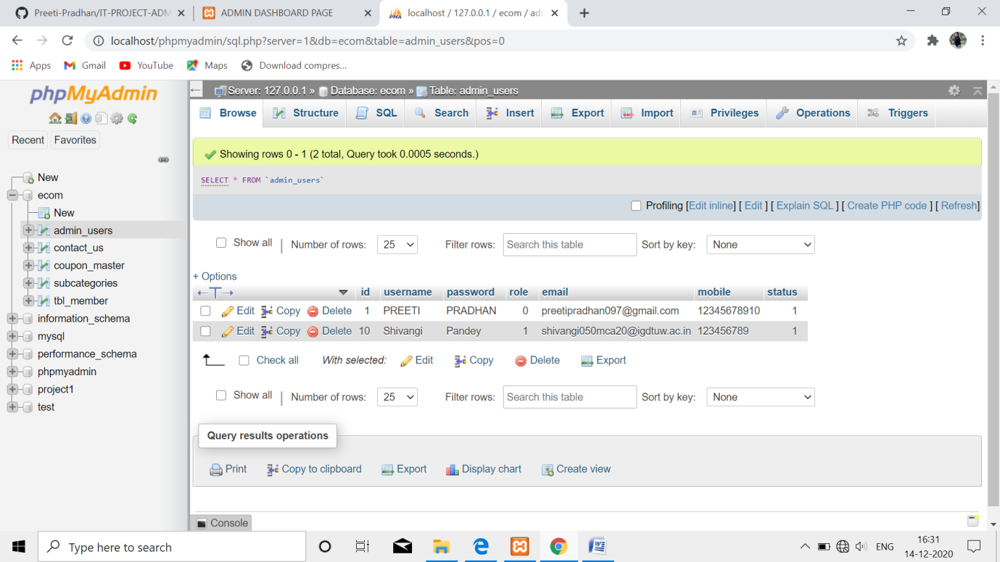 Preeti-Pradhan/IT-PROJECT-ADM
ADMIN DASHBOARD PAGE
localhost / 127.0.0.1 / ecom / adm
localhost/phpmyadmin/sql.php?server=1&db=ecom&table=admin_users&pos=0
Apps Gmail YouTube Maps Download compres...
phpMyAdmin
Recent Favorites
New
ecom
New
admin_users
contact_us
coupon_master
subcategories
tbl_member
information_schema
mysql
performance_schema
phpmyadmin
project1
test
Server: 127.0.0.1 » Database: ecom » Table: admin_users
Browse Structure SQL Search Insert Export Import Privileges Operations Triggers
Showing rows 0 - 1 (2 total, Query took 0.0005 seconds.)
SELECT * FROM `admin_users`
Profiling [Edit inline] [ Edit ] [ Explain SQL ] [ Create PHP code ] [ Refresh]
Show all | Number of rows: 25 Filter rows: Search this table Sort by key: None
+ Options
←T→ id username password role email mobile status
Edit Copy Delete 1 PREETI PRADHAN 0 preetipradhan097@gmail.com 12345678910 1
Edit Copy Delete 10 Shivangi Pandey 1 shivangi050mca20@igdtuw.ac.in 123456789 1
Check all With selected: Edit Copy Delete Export
Show all | Number of rows: 25 Filter rows: Search this table Sort by key: None
Query results operations
Print Copy to clipboard Export Display chart Create view
Console
Type here to search
ENG
16:31
14-12-2020